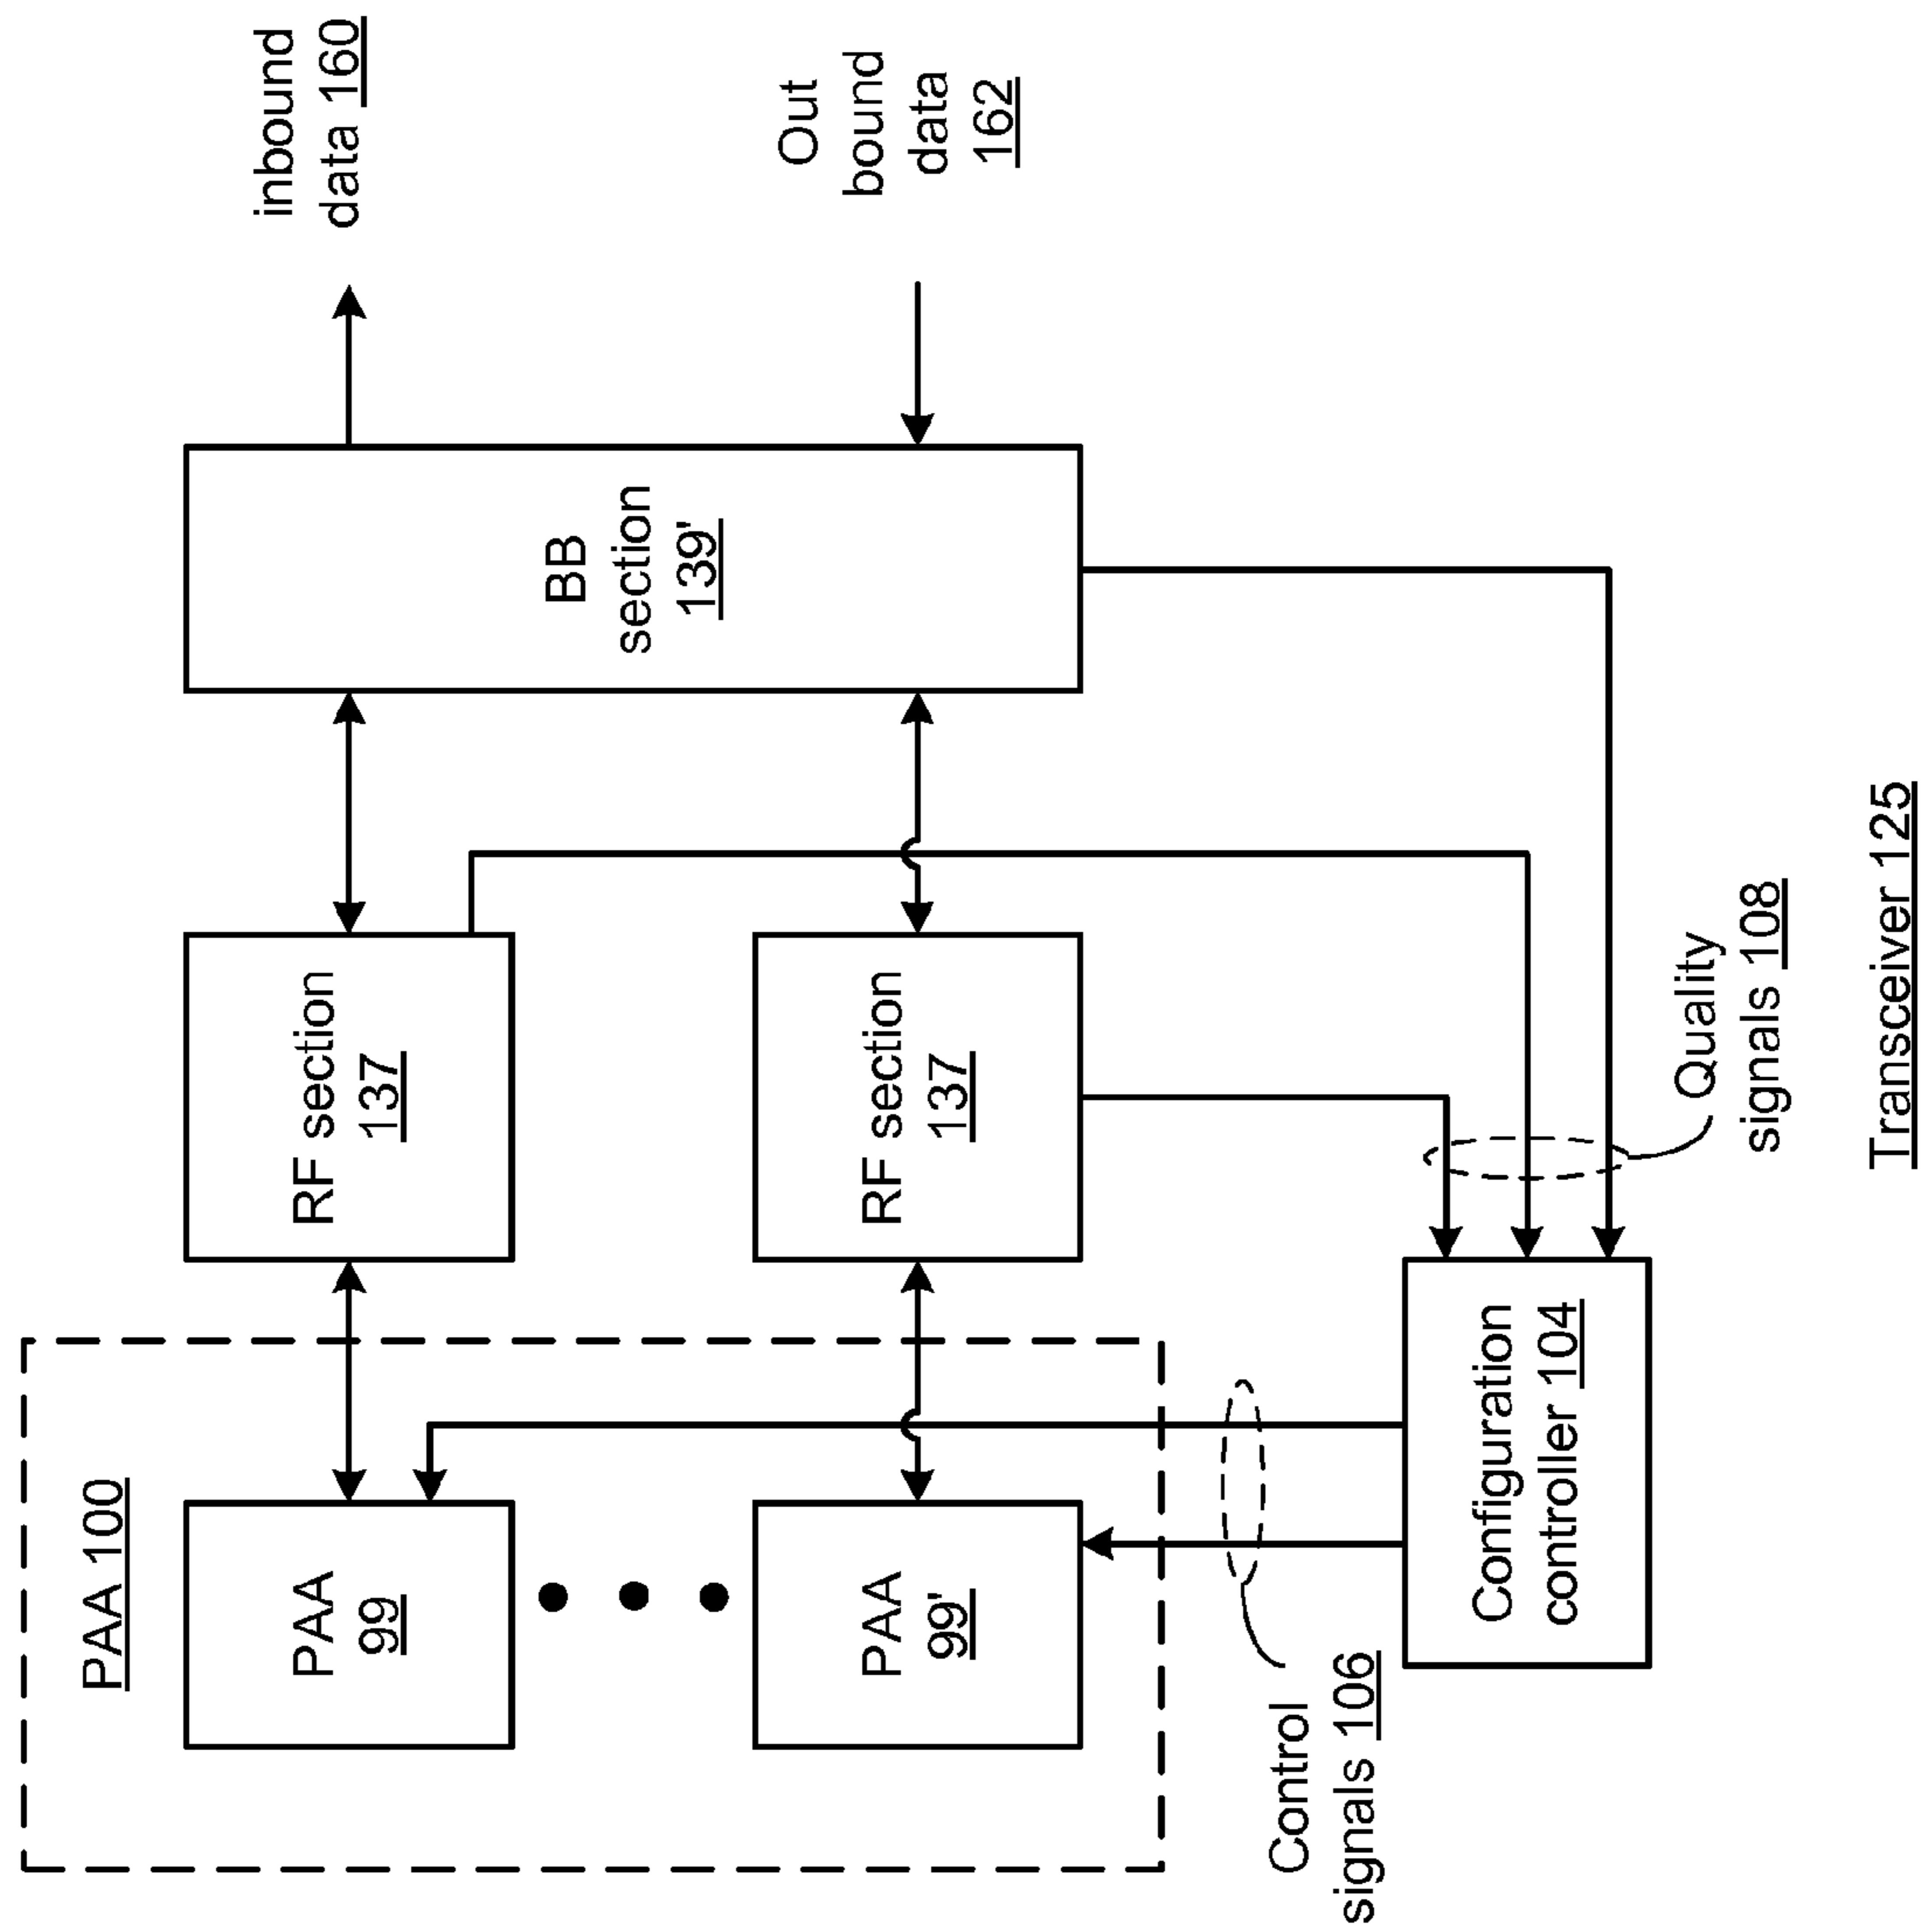 PAA 100
PAA
99
RF section
137
BB
section
139'
inbound
data 160
PAA
99'
RF section
137
Out
bound
data
162
Control
signals 106
Configuration
controller 104
Quality
signals 108
Transceiver 125